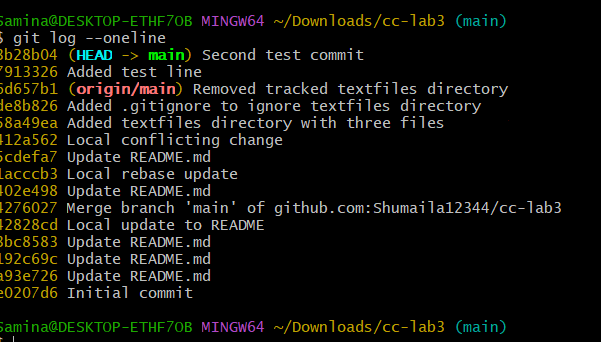 Samina@DESKTOP-ETHF7OB MINGW64 ~/Downloads/cc-lab3 (main)
$ git log --oneline
8b28b04 (HEAD -> main) Second test commit
7913326 Added test line
6d657b1 (origin/main) Removed tracked textfiles directory
de8b826 Added .gitignore to ignore textfiles directory
58a49ea Added textfiles directory with three files
412a562 Local conflicting change
5cdefa7 Update README.md
1acccb3 Local rebase update
402e498 Update README.md
4276027 Merge branch 'main' of github.com:Shumaila12344/cc-lab3
42828cd Local update to README
3bc8583 Update README.md
192c69c Update README.md
a93e726 Update README.md
e0207d6 Initial commit
Samina@DESKTOP-ETHF7OB MINGW64 ~/Downloads/cc-lab3 (main)
$